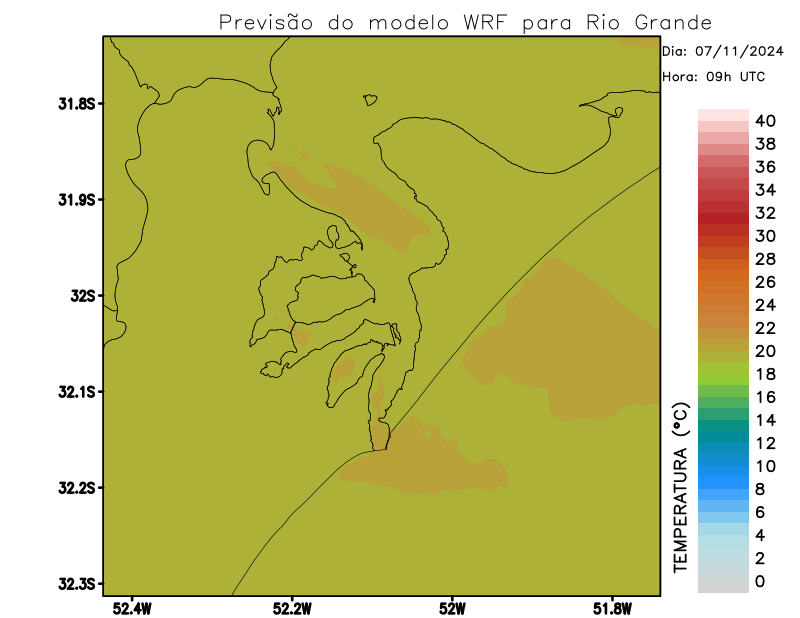 Previsão do modelo WRF para Rio Grande
Dia: 07/11/2024
Hora: 09h UTC
31.8S
31.9S
32S
32.1S
32.2S
32.3S
52.4W
52.2W
52W
51.8W
TEMPERATURA (°C)
40
38
36
34
32
30
28
26
24
22
20
18
16
14
12
10
8
6
4
2
0